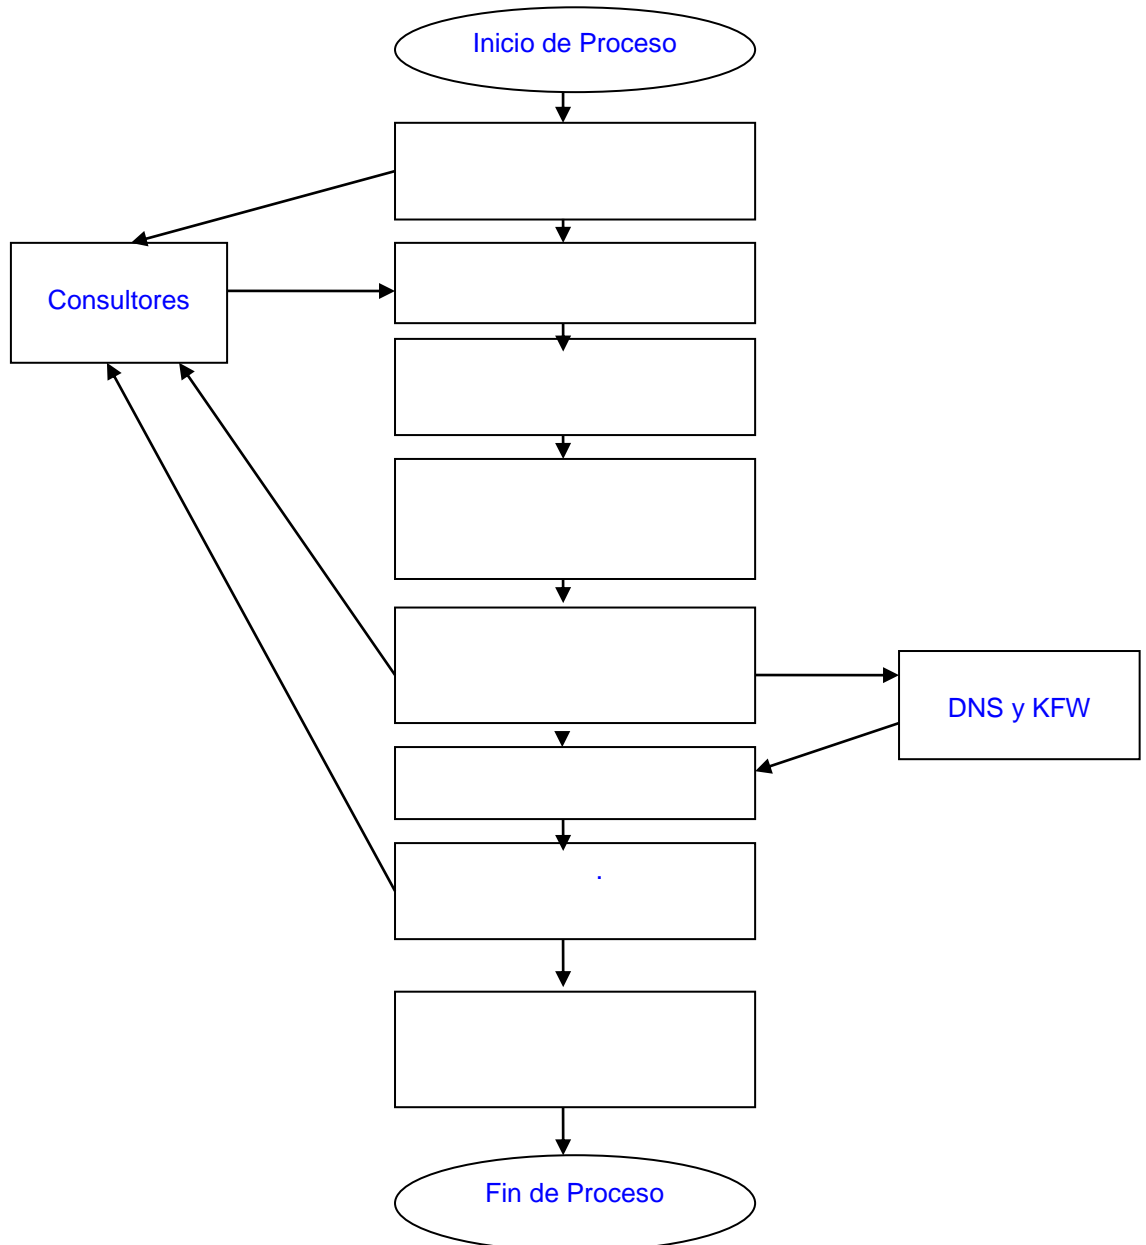 Inicio de Proceso
Consultores
DNS y KFW
.
Fin de Proceso